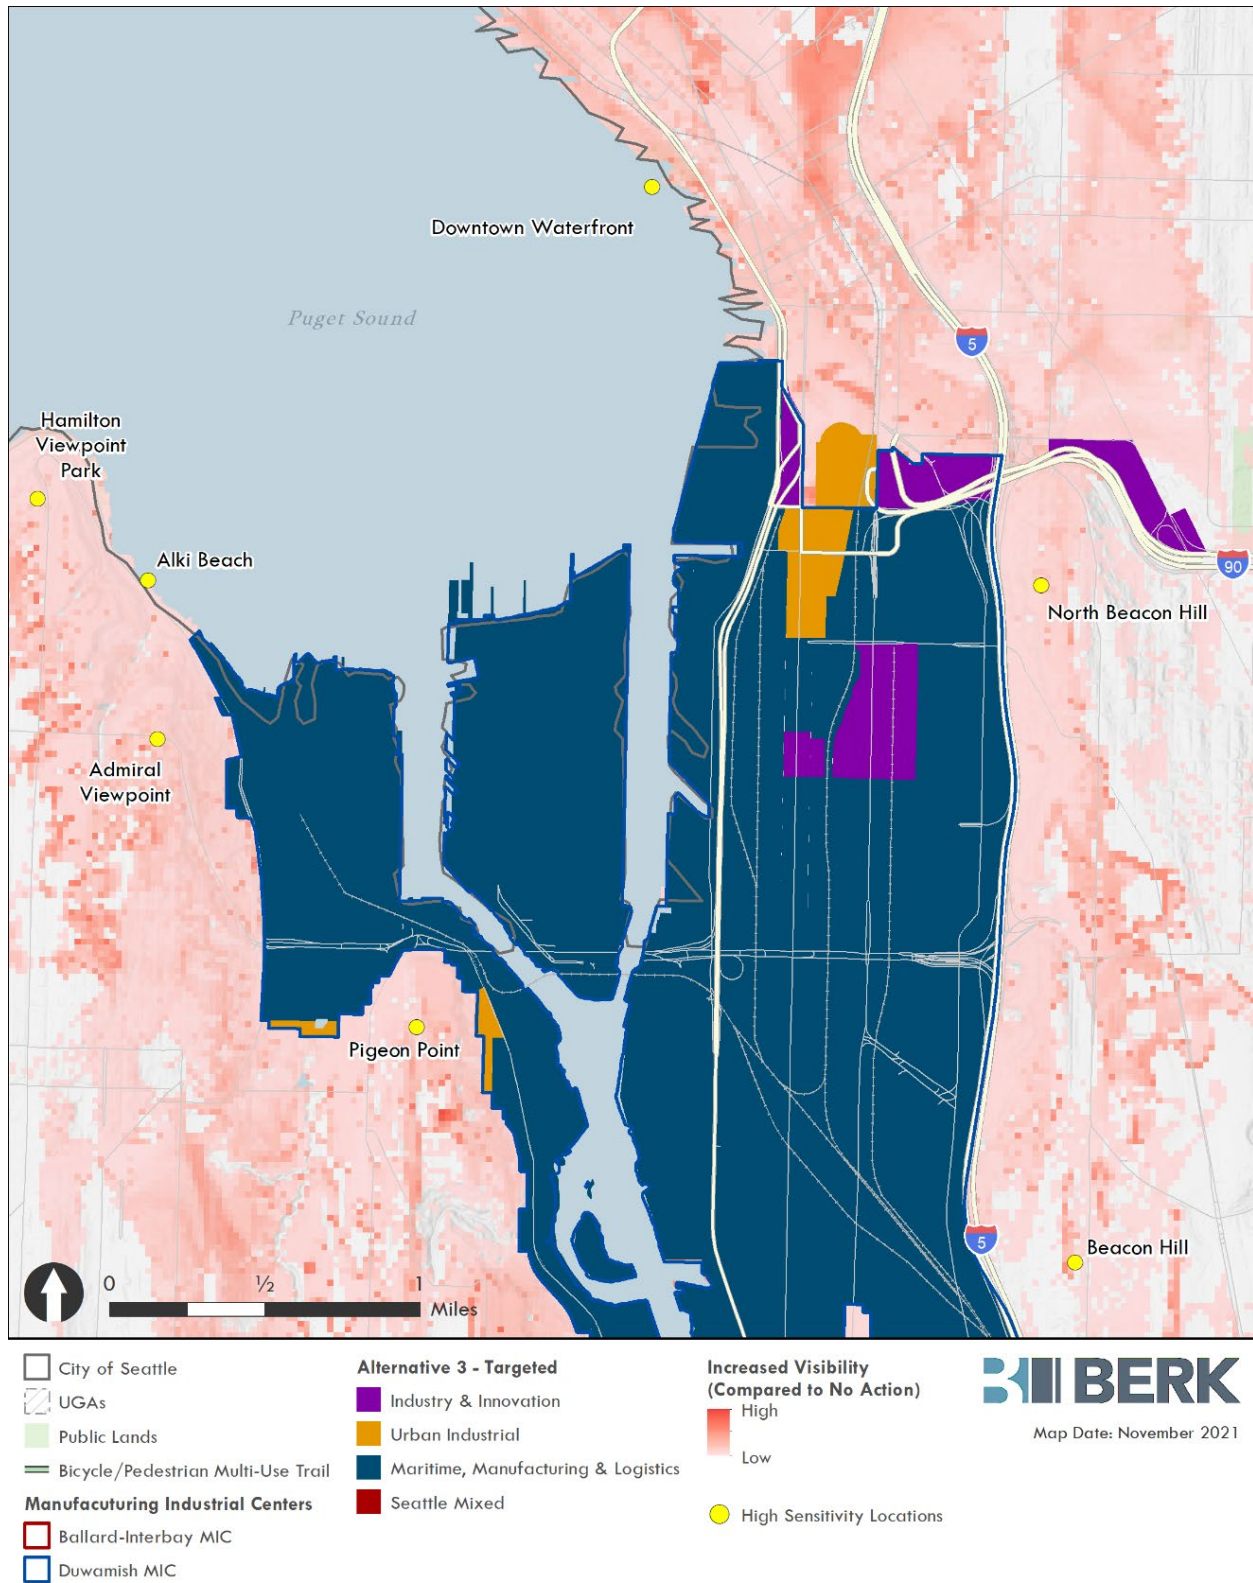 Downtown Waterfront
Puget Sound
5
Hamilton
Viewpoint
Park
Alki Beach
90
North Beacon Hill
Admiral
Viewpoint
Pigeon Point
5
Beacon Hill
0 ½ 1
Miles
City of Seattle
UGAs
Public Lands
Bicycle/Pedestrian Multi-Use Trail
Manufacuturing Industrial Centers
Ballard-Interbay MIC
Duwamish MIC
Alternative 3 - Targeted
Industry & Innovation
Urban Industrial
Maritime, Manufacturing & Logistics
Seattle Mixed
Increased Visibility
(Compared to No Action)
High
Low
High Sensitivity Locations
BERK
Map Date: November 2021